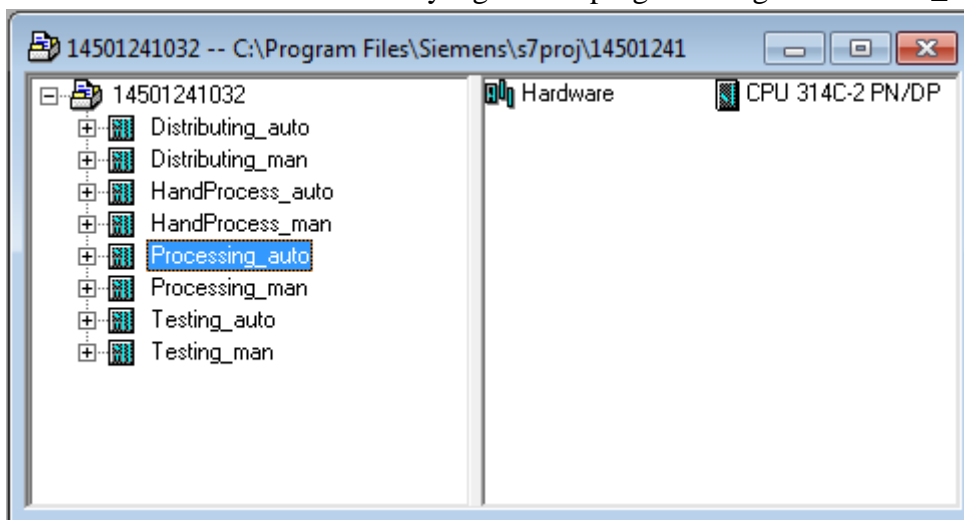 14501241032 -- C:\Program Files\Siemens\s7proj\14501241
14501241032
Distributing_auto
Distributing_man
HandProcess_auto
HandProcess_man
Processing_auto
Processing_man
Testing_auto
Testing_man
Hardware
CPU 314C-2 PN/DP